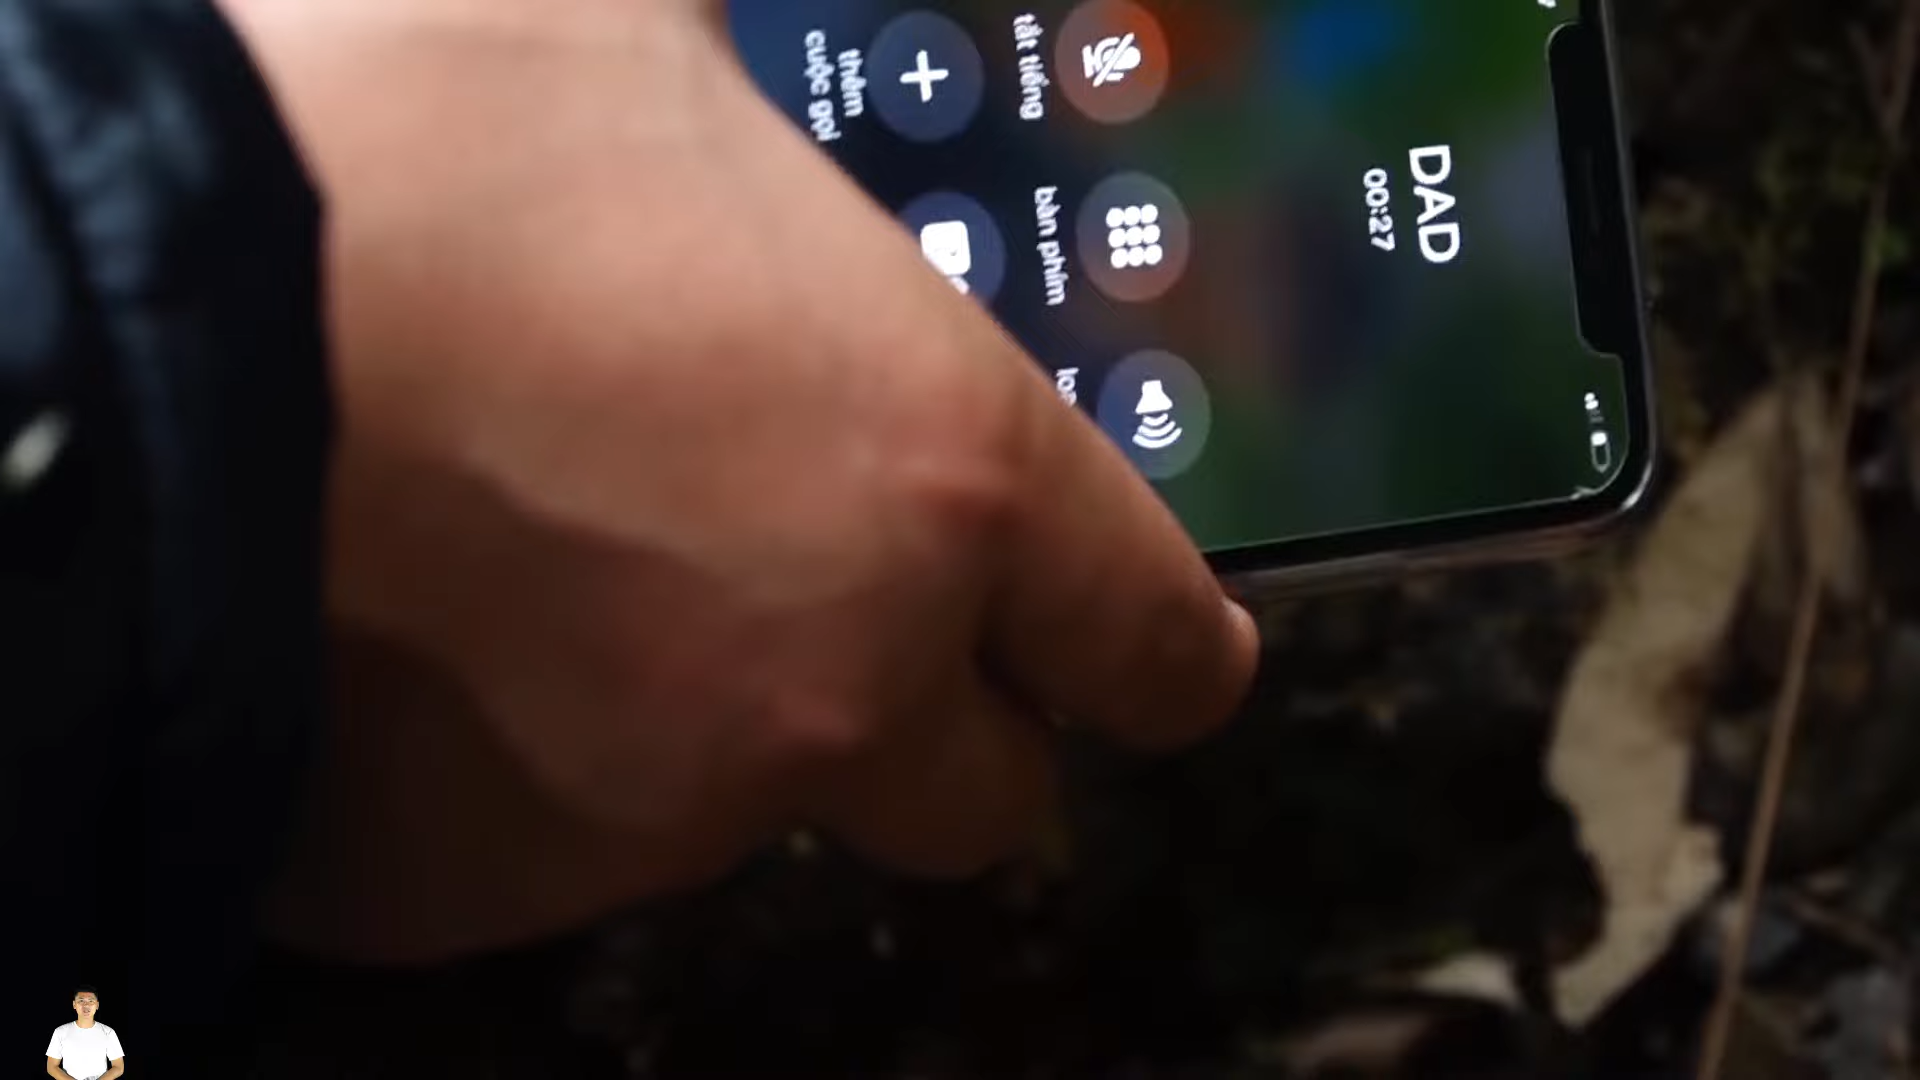 DAD
00:27
tắt tiếng
bàn phím
thêm
cuộc gọi